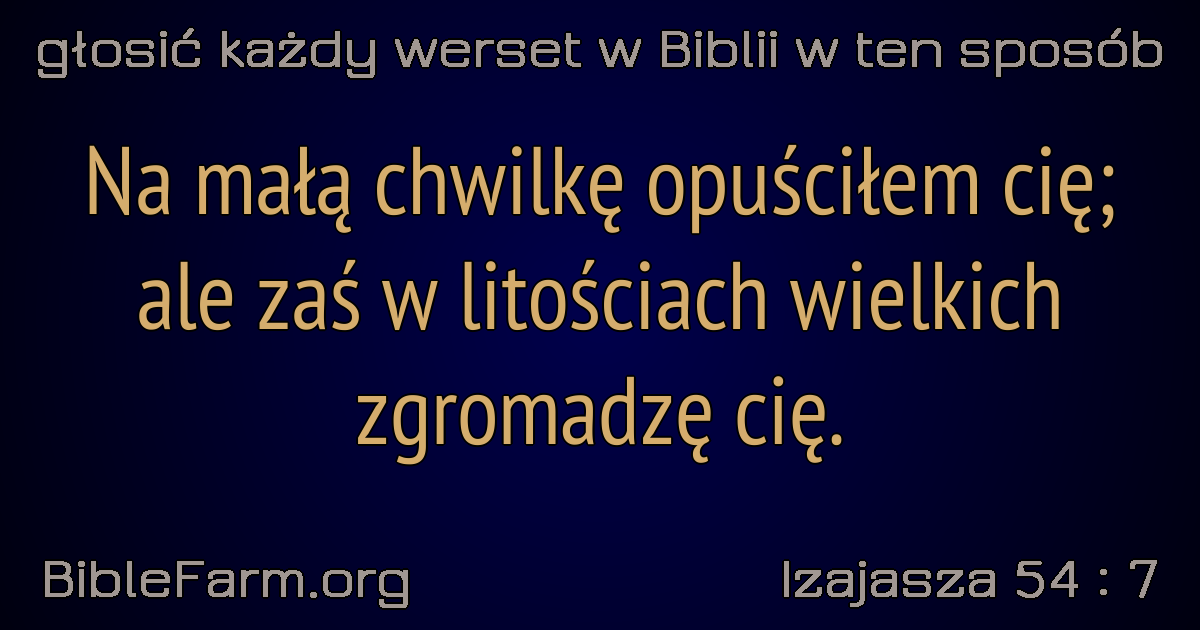 głosić każdy werset w Biblii w ten sposób
Na małą chwilkę opuściłem cię;
ale zaś w litościach wielkich
zgromadzę cię.
BibleFarm.org
Izajasza 54 : 7